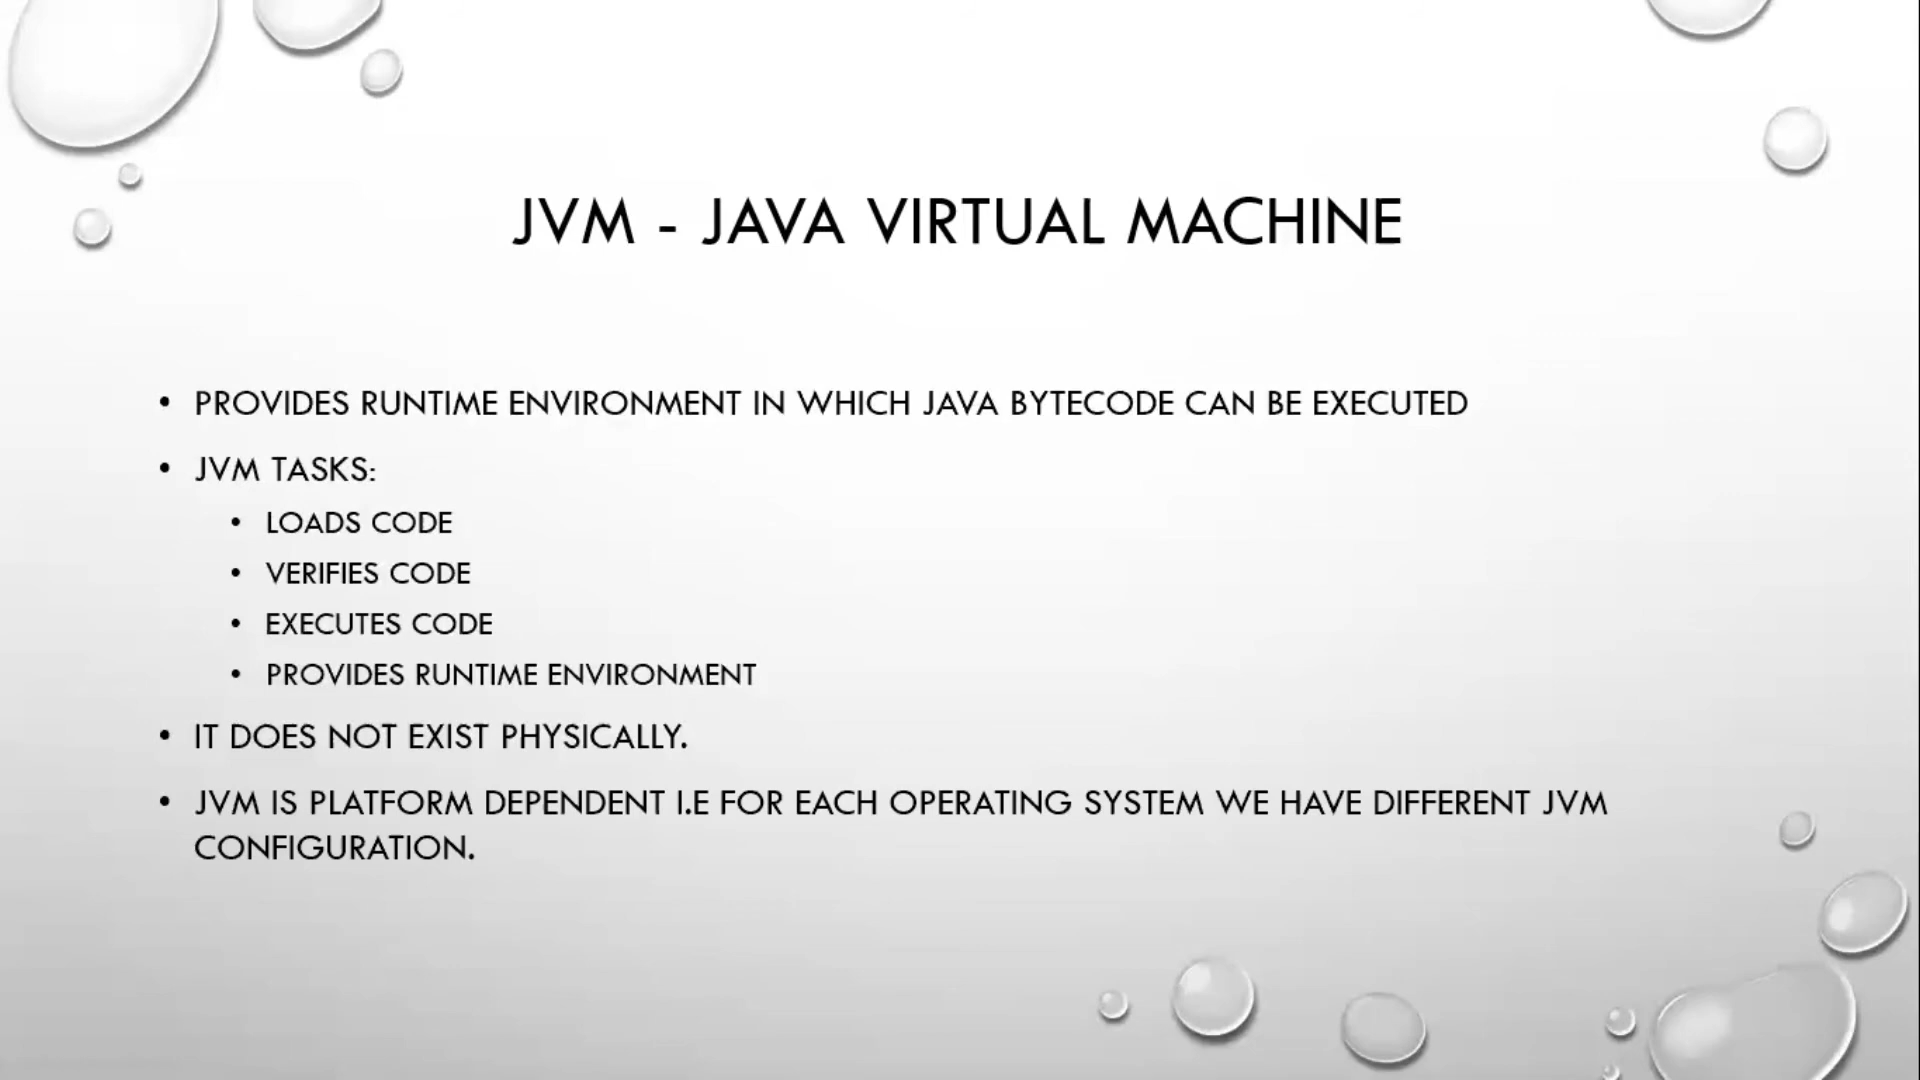 JVM - JAVA VIRTUAL MACHINE
• PROVIDES RUNTIME ENVIRONMENT IN WHICH JAVA BYTECODE CAN BE EXECUTED
• JVM TASKS:
• LOADS CODE
• VERIFIES CODE
• EXECUTES CODE
• PROVIDES RUNTIME ENVIRONMENT
• IT DOES NOT EXIST PHYSICALLY.
• JVM IS PLATFORM DEPENDENT I.E FOR EACH OPERATING SYSTEM WE HAVE DIFFERENT JVM
CONFIGURATION.